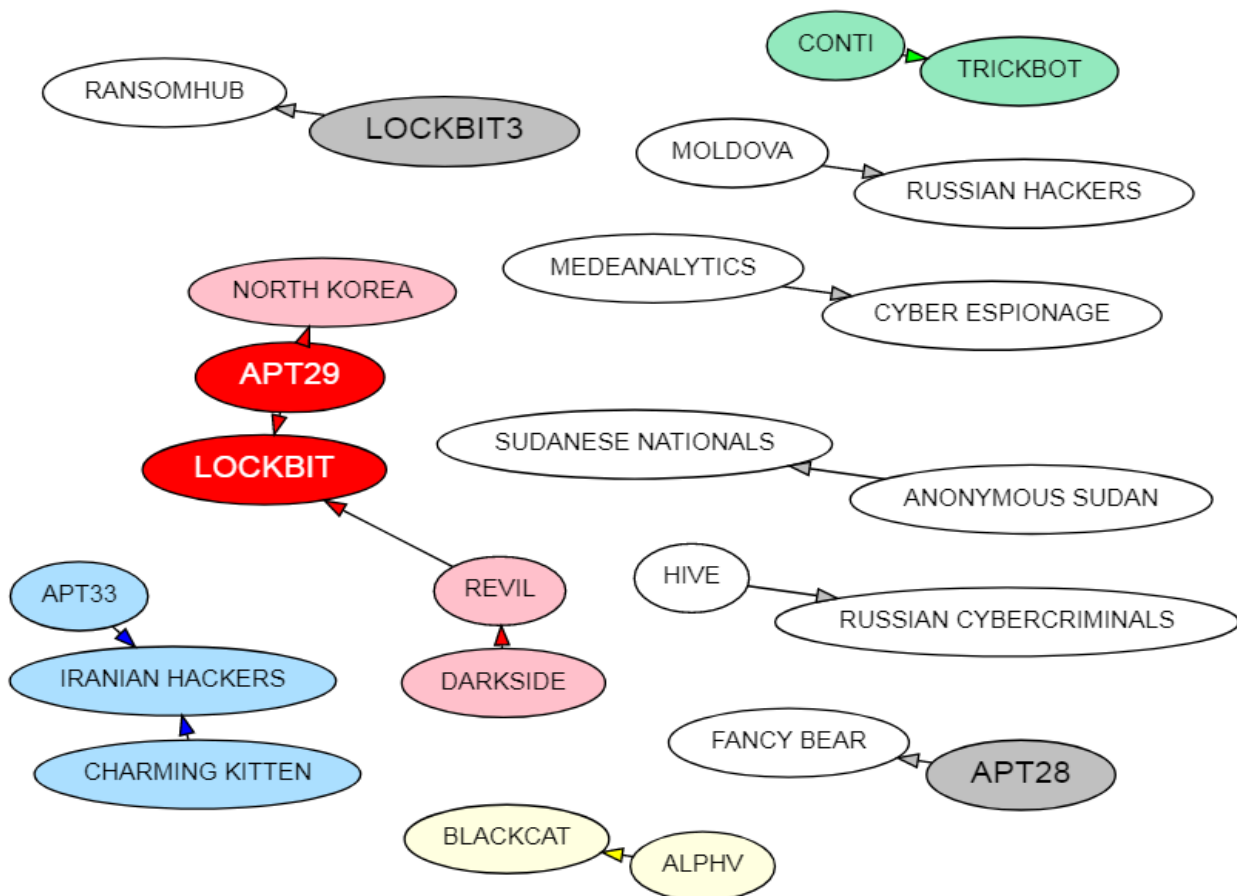 CONTI
TRICKBOT
RANSOMHUB
LOCKBIT3
MOLDOVA
RUSSIAN HACKERS
MEDEANALYTICS
CYBER ESPIONAGE
NORTH KOREA
APT29
LOCKBIT
SUDANESE NATIONALS
ANONYMOUS SUDAN
HIVE
RUSSIAN CYBERCRIMINALS
APT33
REVIL
IRANIAN HACKERS
DARKSIDE
CHARMING KITTEN
FANCY BEAR
APT28
BLACKCAT
ALPHV